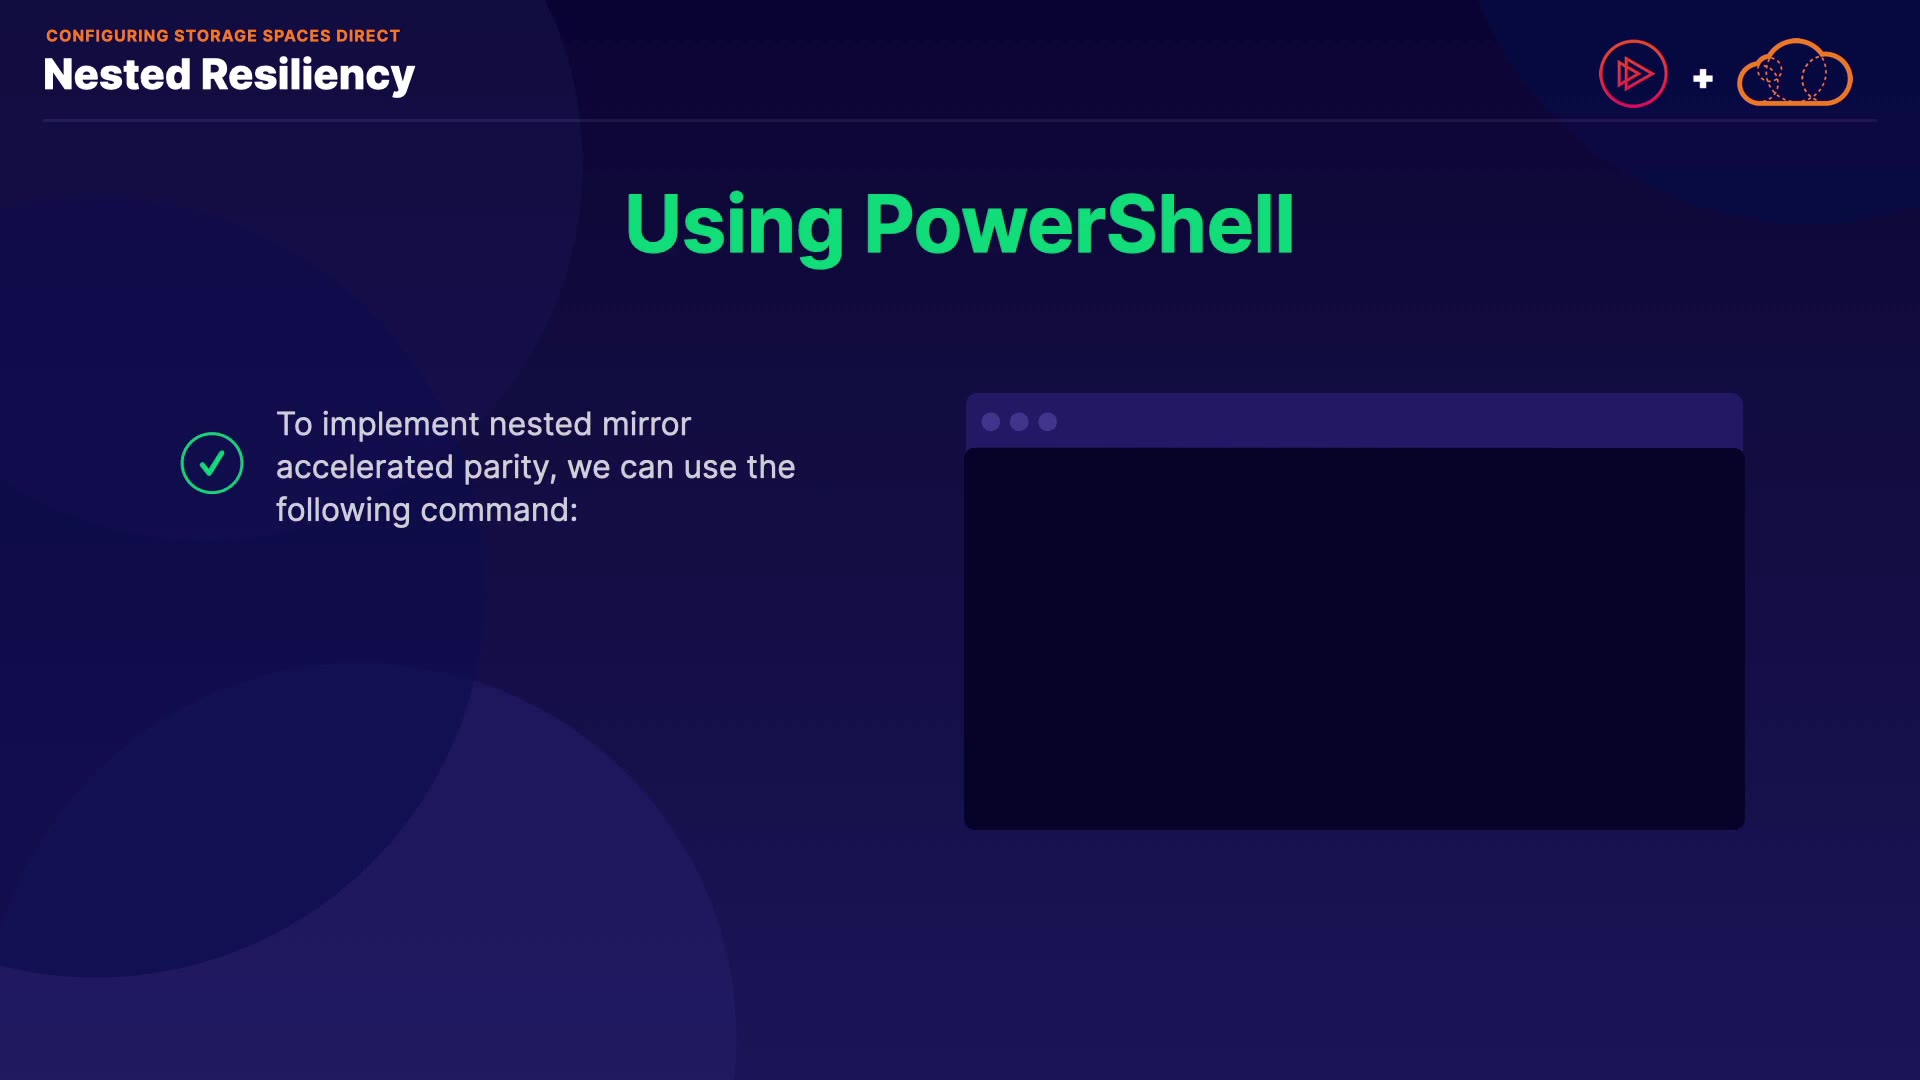 CONFIGURING STORAGE SPACES DIRECT
Nested Resiliency
Using PowerShell
To implement nested mirror
accelerated parity, we can use the
following command: